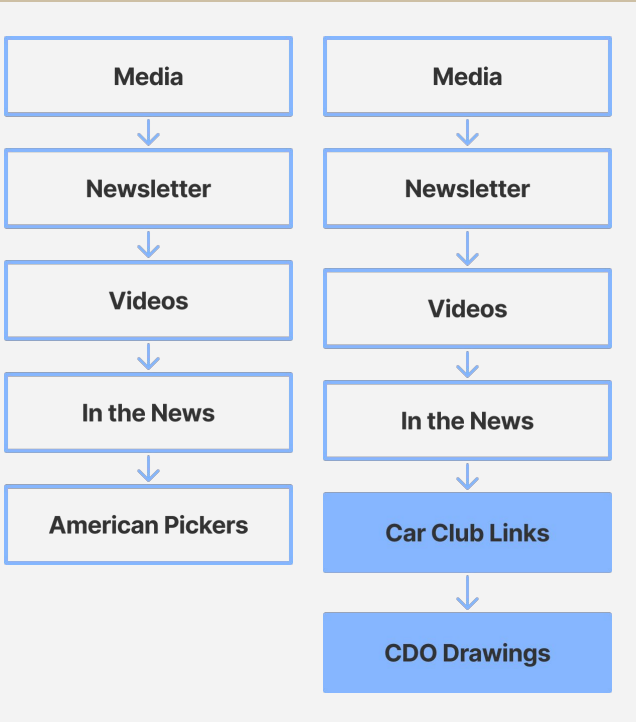 Media
Newsletter
Videos
In the News
American Pickers
Media
Newsletter
Videos
In the News
Car Club Links
CDO Drawings